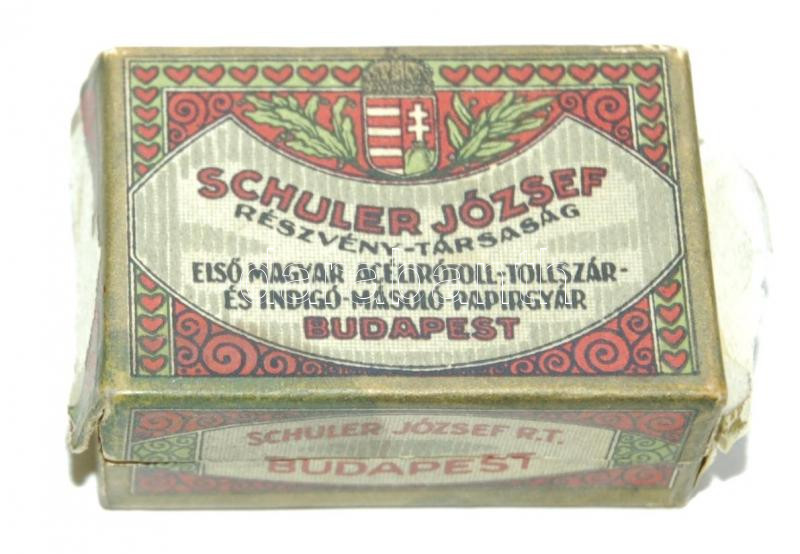 SCHULER JÓZSEF
RÉSZVÉNY-TÁRSASÁG
ELSŐ MAGYAR ACÉLIRÓTOLL-TOLLSZÁR-
ÉS INDIGÓ-MÁSOLÓ-PAPIRGYÁR
BUDAPEST
SCHULER JÓZSEF R.T.
BUDAPEST